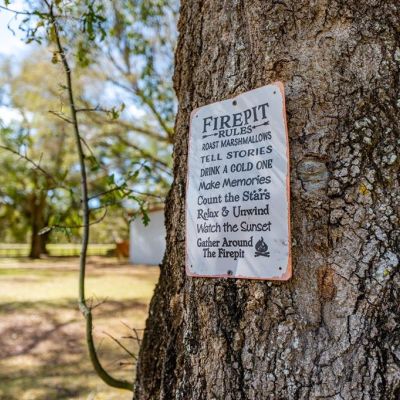 FIREPIT
RULES
ROAST MARSHMALLOWS
TELL STORIES
DRINK A COLD ONE
Make Memories
Count the Stars
Relax & Unwind
Watch the Sunset
Gather Around
The Firepit